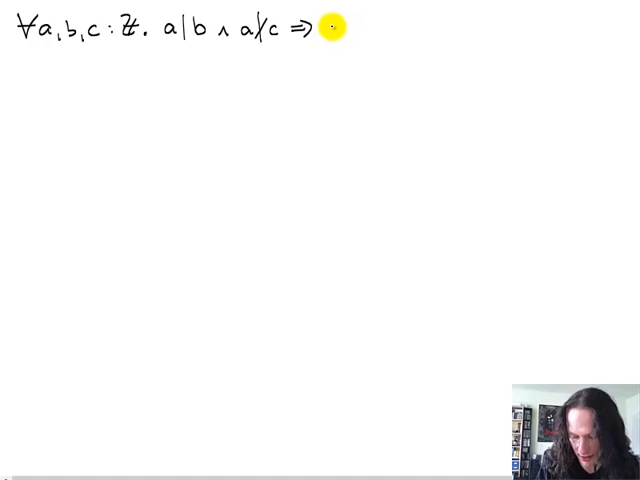 ∀a,b,c : ℤ. a|b ∧ a∤c ⇒